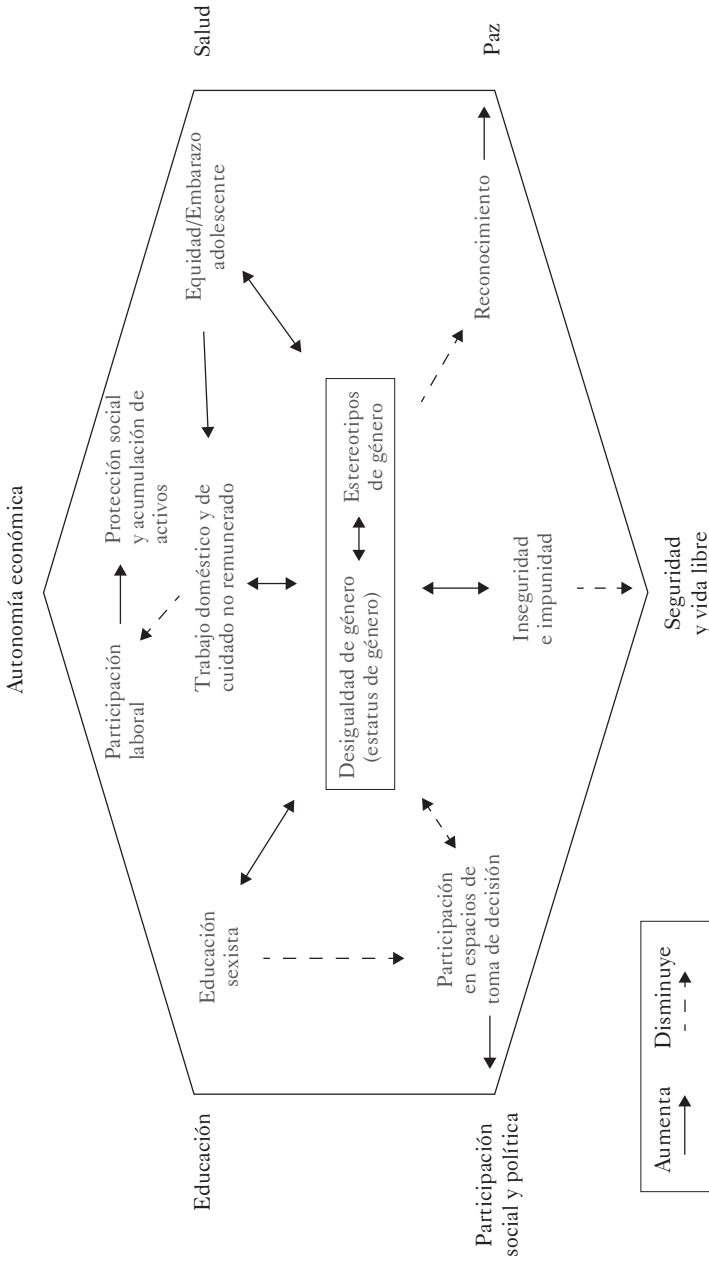 Autonomía económica
Educación
Salud
Participación
laboral
Protección social
y acumulación de
activos
Educación
sexista
Trabajo doméstico y de
cuidado no remunerado
Equidad/Embarazo
adolescente
Desigualdad de género
(estatus de género)
Estereotipos
de género
Participación
en espacios de
toma de decisión
Inseguridad
e impunidad
Reconocimiento
Participación
social y política
Paz
Seguridad
y vida libre
Aumenta
Disminuye